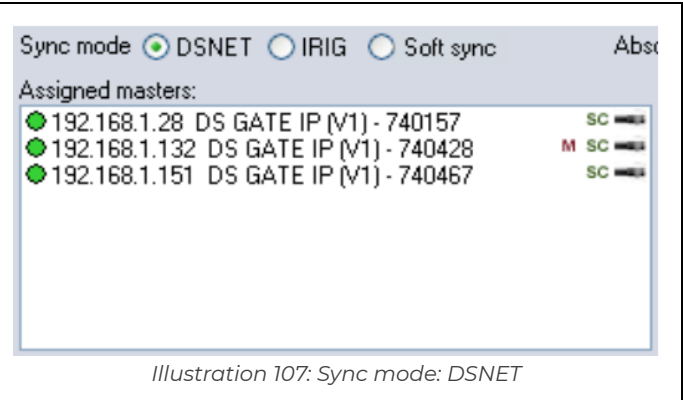 Sync mode DSNET IRIG Soft sync Abso
Assigned masters:
192.168.1.28 DS GATE IP (V1) - 740157 SC
192.168.1.132 DS GATE IP (V1) - 740428 M SC
192.168.1.151 DS GATE IP (V1) - 740467 SC
Illustration 107: Sync mode: DSNET